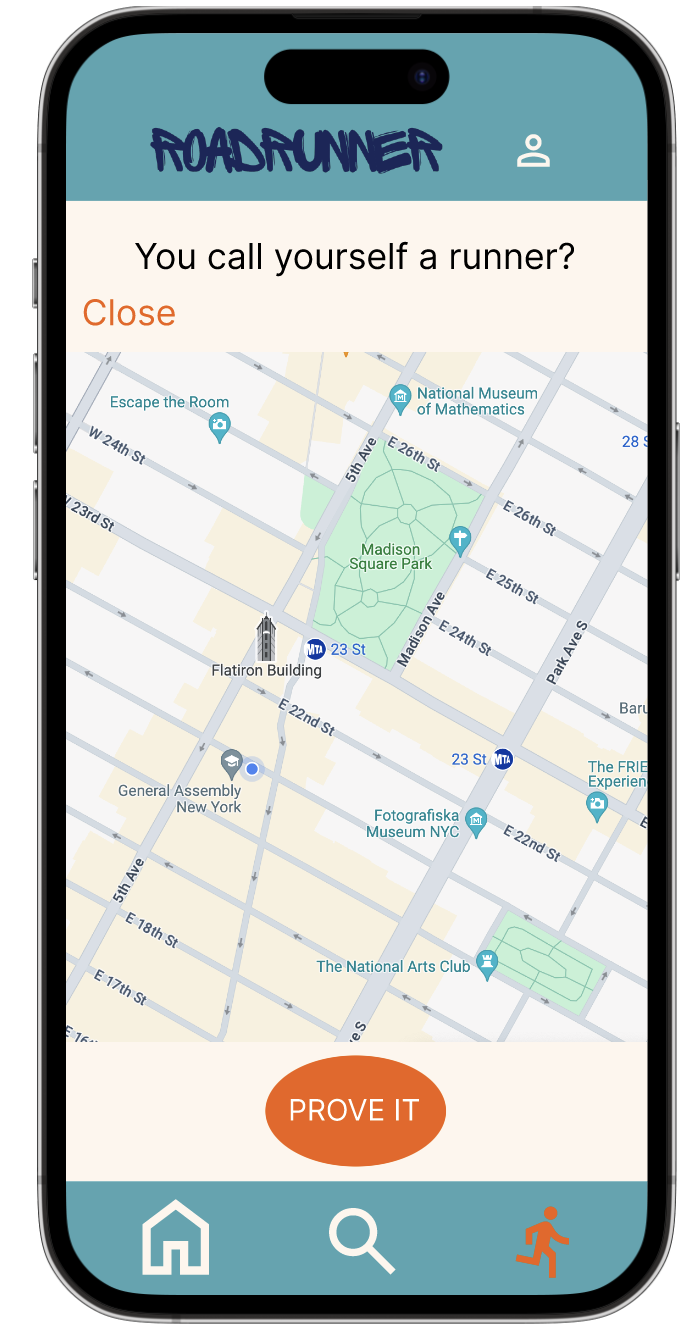 ROADRUNNER
You call yourself a runner?
Close
National Museum
of Mathematics
Escape the Room
28 S
W 24th St
5th Ave
E 26th St
23rd St
E 26th St
Madison
Square Park
E 25th St
Madison Ave
E 24th St
Park Ave S
MTA 23 St
Flatiron Building
Baru
E 22nd St
23 St MTA
The FRIE
Experien
General Assembly
New York
Fotografiska
Museum NYC
E 22nd St
5th Ave
E 18th St
The National Arts Club
E 17th St
e S
E 16t
PROVE IT